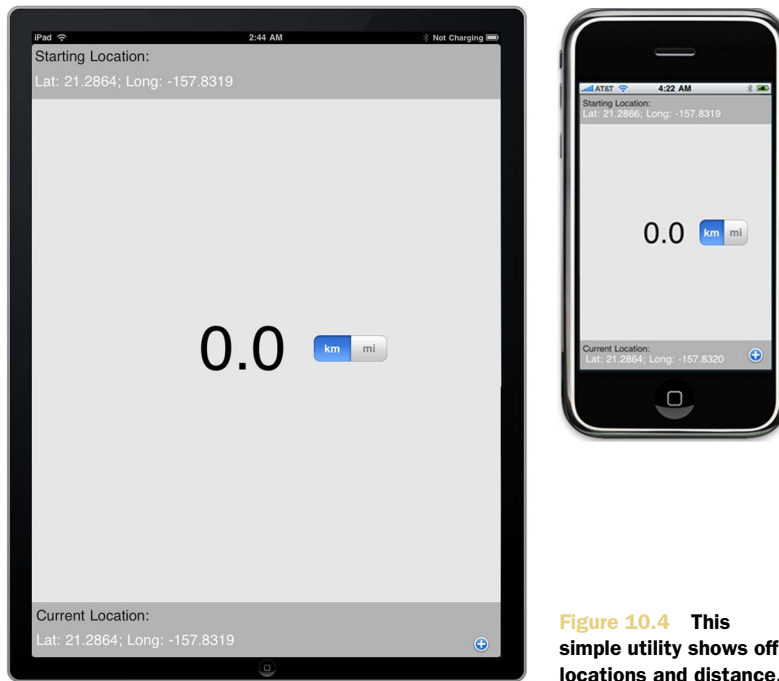 iPad 2:44 AM Not Charging
Starting Location:
Lat: 21.2864; Long: -157.8319
0.0 km mi
Current Location:
Lat: 21.2864; Long: -157.8319
AT&T 4:22 AM
Starting Location:
Lat: 21.2866; Long: -157.8319
0.0 km mi
Current Location:
Lat: 21.2864; Long: -157.8320
Figure 10.4 This
simple utility shows off
locations and distance.